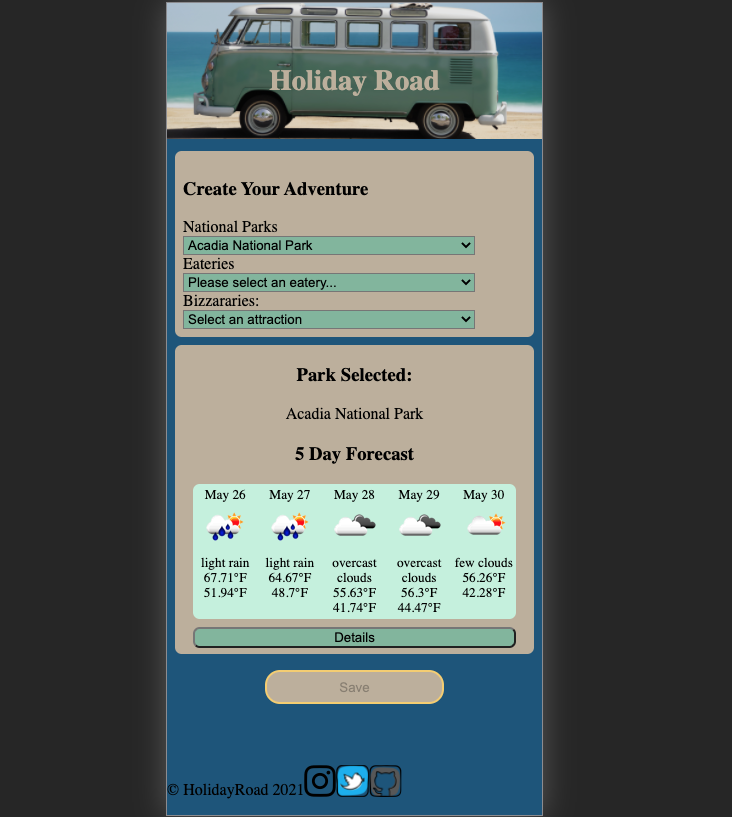 Holiday Road
Create Your Adventure
National Parks
Acadia National Park
Eateries
Please select an eatery...
Bizzararies:
Select an attraction
Park Selected:
Acadia National Park
5 Day Forecast
May 26 May 27 May 28 May 29 May 30
light rain light rain overcast overcast few clouds
67.71°F 64.67°F clouds clouds 56.26°F
51.94°F 48.7°F 55.63°F 56.3°F 42.28°F
41.74°F 44.47°F
Details
Save
© HolidayRoad 2021